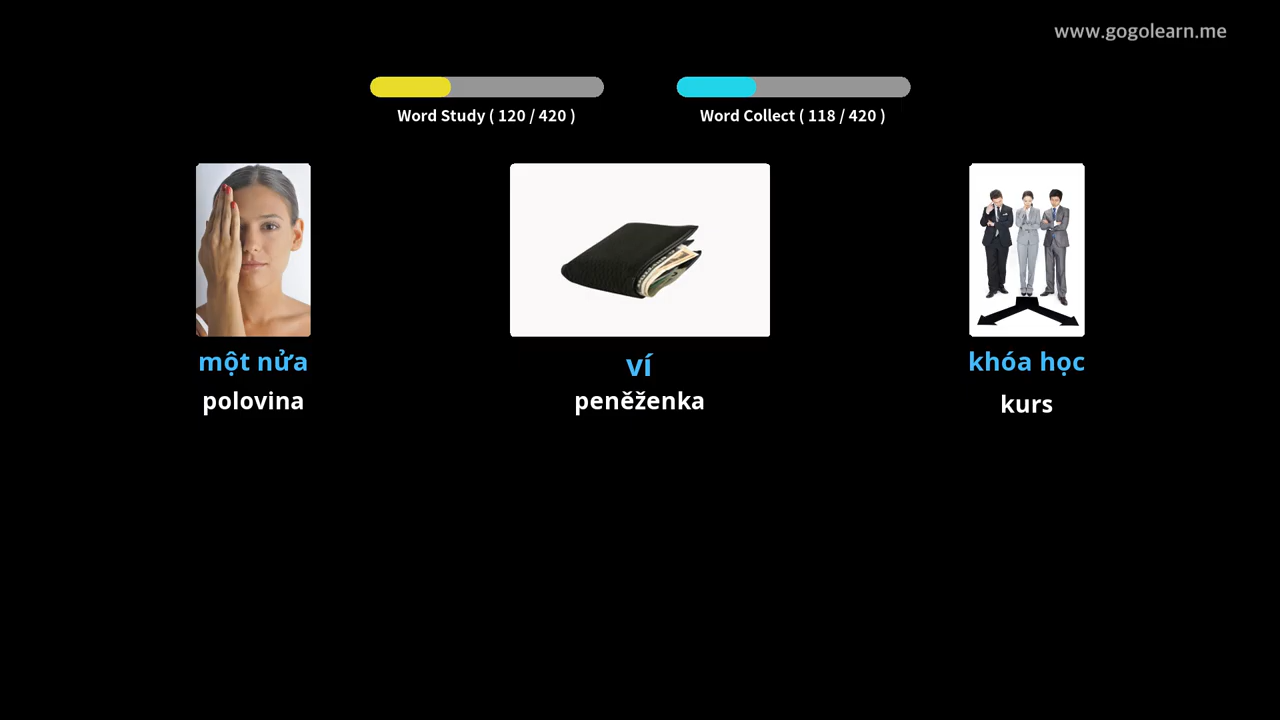 www.gogolearn.me
Word Study ( 120 / 420 )
Word Collect ( 118 / 420 )
một nửa
polovina
ví
peněženka
khóa học
kurs